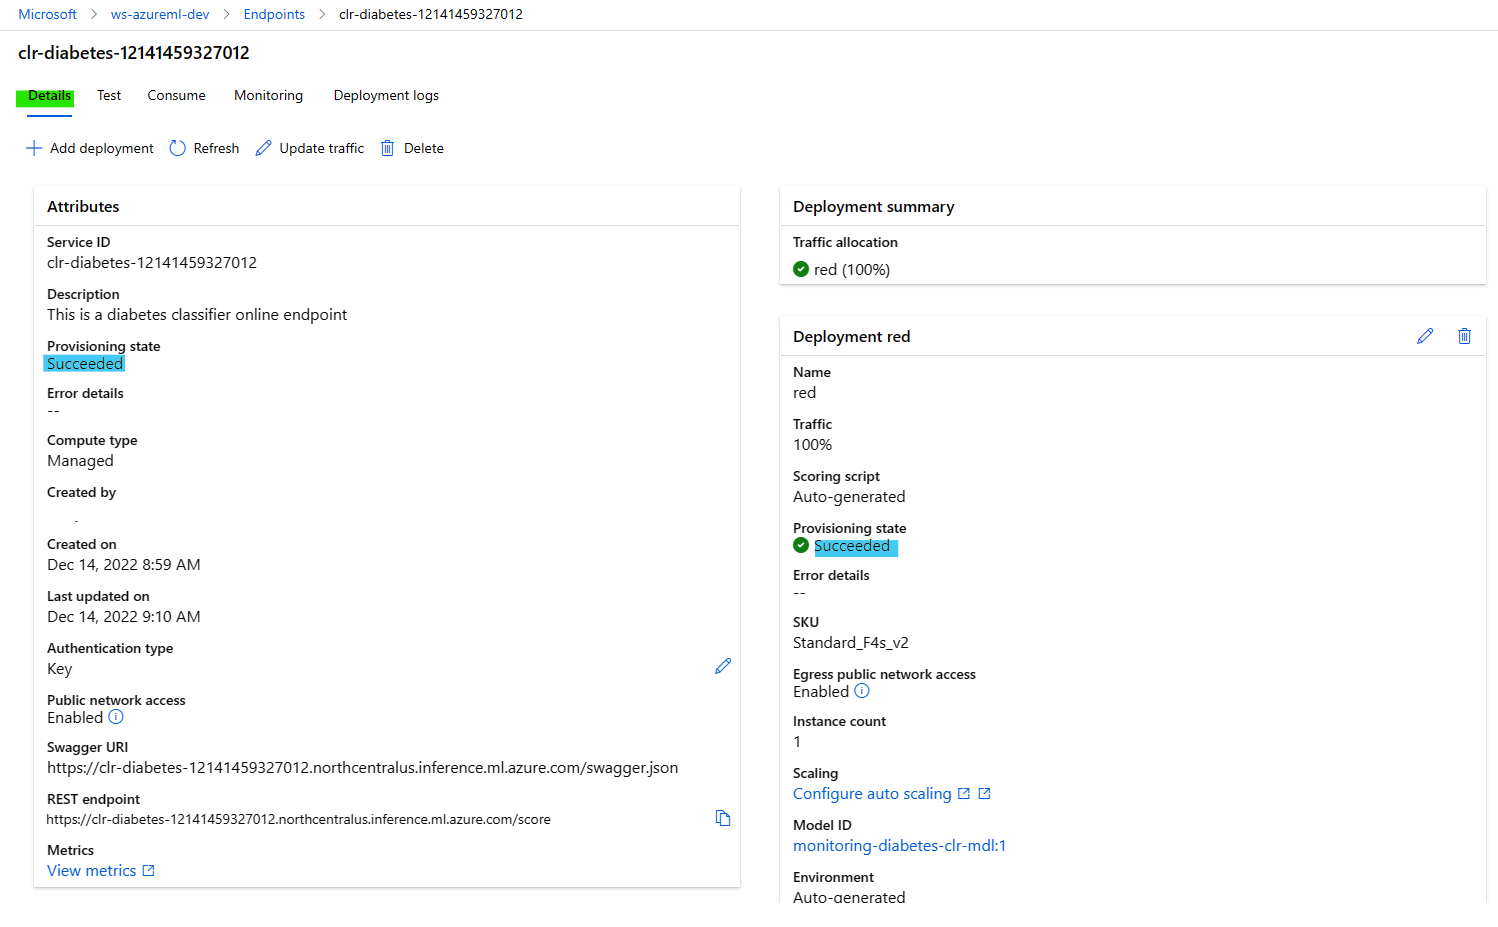 Microsoft > ws-azureml-dev > Endpoints > clr-diabetes-12141459327012
clr-diabetes-12141459327012
Details Test Consume Monitoring Deployment logs
Add deployment Refresh Update traffic Delete
Attributes
Service ID
clr-diabetes-12141459327012
Description
This is a diabetes classifier online endpoint
Provisioning state
Succeeded
Error details
--
Compute type
Managed
Created by
Created on
Dec 14, 2022 8:59 AM
Last updated on
Dec 14, 2022 9:10 AM
Authentication type
Key
Public network access
Enabled
Swagger URI
https://clr-diabetes-12141459327012.northcentralus.inference.ml.azure.com/swagger.json
REST endpoint
https://clr-diabetes-12141459327012.northcentralus.inference.ml.azure.com/score
Metrics
View metrics
Deployment summary
Traffic allocation
red (100%)
Deployment red
Name
red
Traffic
100%
Scoring script
Auto-generated
Provisioning state
Succeeded
Error details
--
SKU
Standard_F4s_v2
Egress public network access
Enabled
Instance count
1
Scaling
Configure auto scaling
Model ID
monitoring-diabetes-clr-mdl:1
Environment
Auto-generated